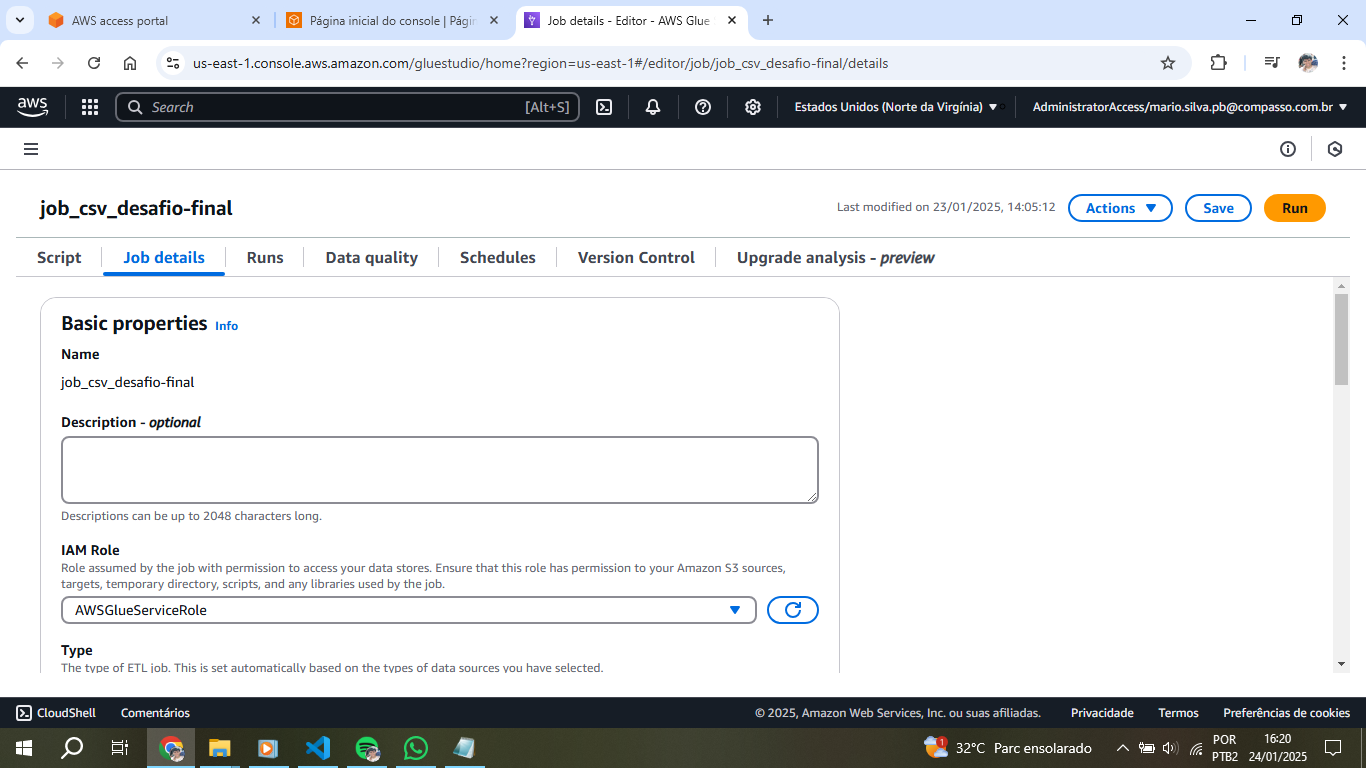 AWS access portal
Página inicial do console | Págin
Job details - Editor - AWS Glue
us-east-1.console.aws.amazon.com/gluestudio/home?region=us-east-1#/editor/job/job_csv_desafio-final/details
aws
Search
[Alt+S]
Estados Unidos (Norte da Virgínia)
AdministratorAccess/mario.silva.pb@compasso.com.br
job_csv_desafio-final
Last modified on 23/01/2025, 14:05:12
Actions
Save
Run
Script
Job details
Runs
Data quality
Schedules
Version Control
Upgrade analysis - preview
Basic properties Info
Name
job_csv_desafio-final
Description - optional
Descriptions can be up to 2048 characters long.
IAM Role
Role assumed by the job with permission to access your data stores. Ensure that this role has permission to your Amazon S3 sources,
targets, temporary directory, scripts, and any libraries used by the job.
AWSGlueServiceRole
Type
The type of ETL job. This is set automatically based on the types of data sources you have selected.
CloudShell
Comentários
© 2025, Amazon Web Services, Inc. ou suas afiliadas.
Privacidade
Termos
Preferências de cookies
1
32°C Parc ensolarado
POR
PTB2
16:20
24/01/2025